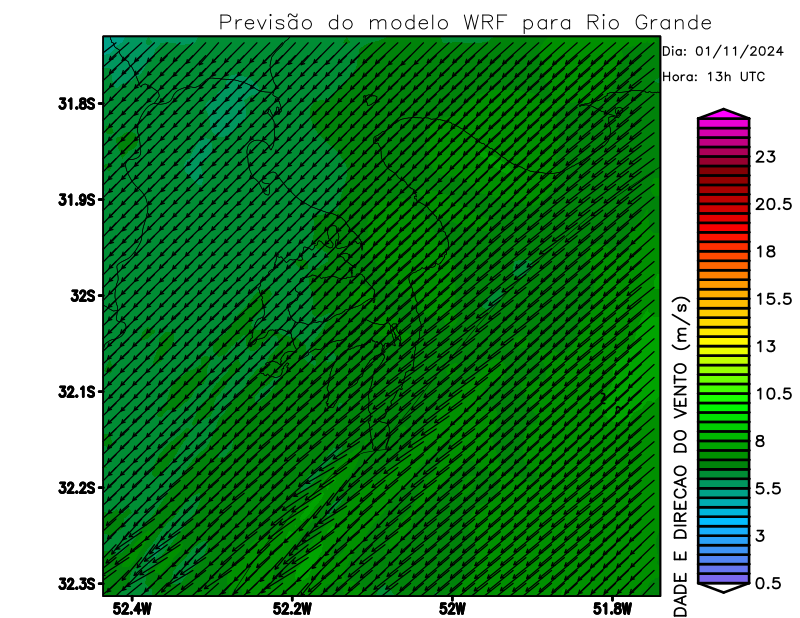 Previsão do modelo WRF para Rio Grande
Dia: 01/11/2024
Hora: 13h UTC
31.8S
31.9S
32S
32.1S
32.2S
32.3S
52.4W
52.2W
52W
51.8W
23
20.5
18
15.5
13
10.5
8
5.5
3
0.5
DADE E DIRECAO DO VENTO (m/s)